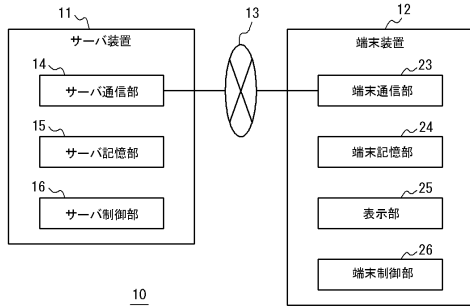 11
サーバ装置
14
サーバ通信部
15
サーバ記憶部
16
サーバ制御部
13
12
端末装置
23
端末通信部
24
端末記憶部
25
表示部
26
端末制御部
10